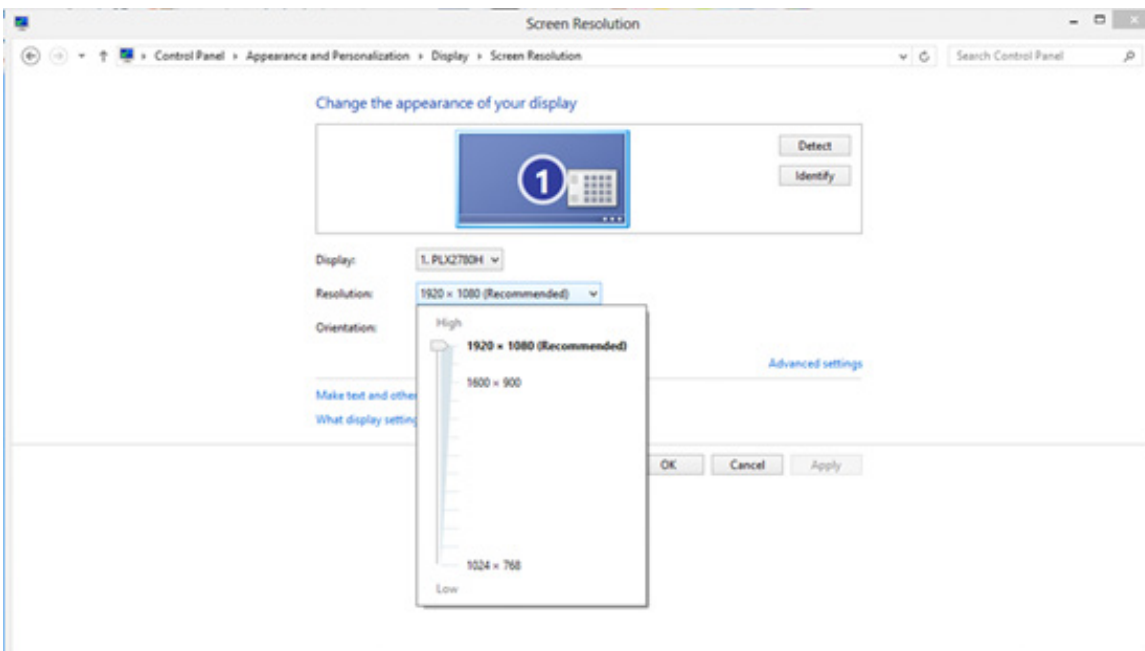 Screen Resolution
Control Panel › Appearance and Personalization › Display › Screen Resolution
Search Control Panel
Change the appearance of your display
1
Detect
Identify
Display: 1. PLX2780H
Resolution: 1920 × 1080 (Recommended)
Orientation:
High
1920 × 1080 (Recommended)
Advanced settings
1600 × 900
Make text and other
What display setting
OK Cancel Apply
1024 × 768
Low